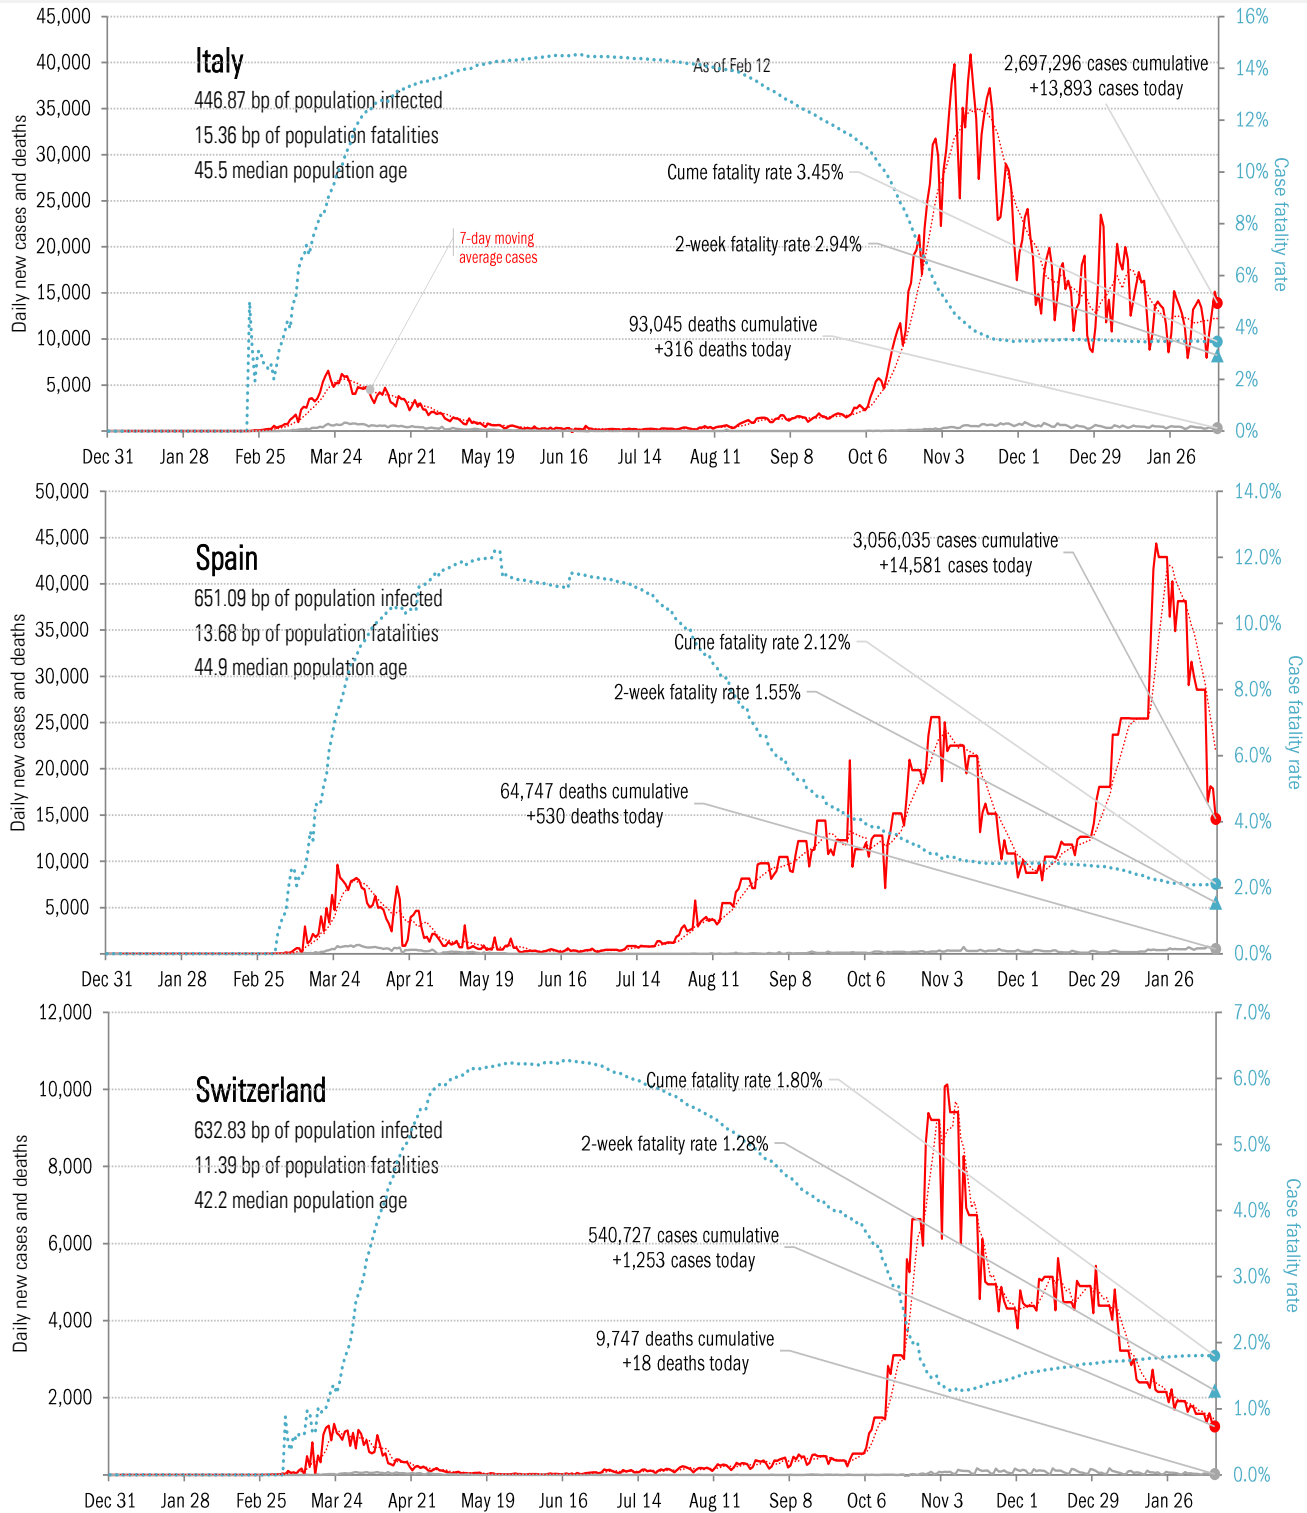 45,000
40,000
35,000
30,000
25,000
20,000
15,000
10,000
5,000
Daily new cases and deaths
Italy
446.87 bp of population infected
15.36 bp of population fatalities
45.5 median population age
7-day moving
average cases
As of Feb 12
2,697,296 cases cumulative
+13,893 cases today
Cume fatality rate 3.45%
2-week fatality rate 2.94%
93,045 deaths cumulative
+316 deaths today
16%
14%
12%
10%
8%
6%
4%
2%
0%
Case fatality rate
Dec 31 Jan 28 Feb 25 Mar 24 Apr 21 May 19 Jun 16 Jul 14 Aug 11 Sep 8 Oct 6 Nov 3 Dec 1 Dec 29 Jan 26
50,000
45,000
40,000
35,000
30,000
25,000
20,000
15,000
10,000
5,000
Daily new cases and deaths
Spain
651.09 bp of population infected
13.68 bp of population fatalities
44.9 median population age
3,056,035 cases cumulative
+14,581 cases today
Cume fatality rate 2.12%
2-week fatality rate 1.55%
64,747 deaths cumulative
+530 deaths today
14.0%
12.0%
10.0%
8.0%
6.0%
4.0%
2.0%
0.0%
Case fatality rate
Dec 31 Jan 28 Feb 25 Mar 24 Apr 21 May 19 Jun 16 Jul 14 Aug 11 Sep 8 Oct 6 Nov 3 Dec 1 Dec 29 Jan 26
12,000
10,000
8,000
6,000
4,000
2,000
Daily new cases and deaths
Switzerland
632.83 bp of population infected
11.39 bp of population fatalities
42.2 median population age
Cume fatality rate 1.80%
2-week fatality rate 1.28%
540,727 cases cumulative
+1,253 cases today
9,747 deaths cumulative
+18 deaths today
7.0%
6.0%
5.0%
4.0%
3.0%
2.0%
1.0%
0.0%
Case fatality rate
Dec 31 Jan 28 Feb 25 Mar 24 Apr 21 May 19 Jun 16 Jul 14 Aug 11 Sep 8 Oct 6 Nov 3 Dec 1 Dec 29 Jan 26